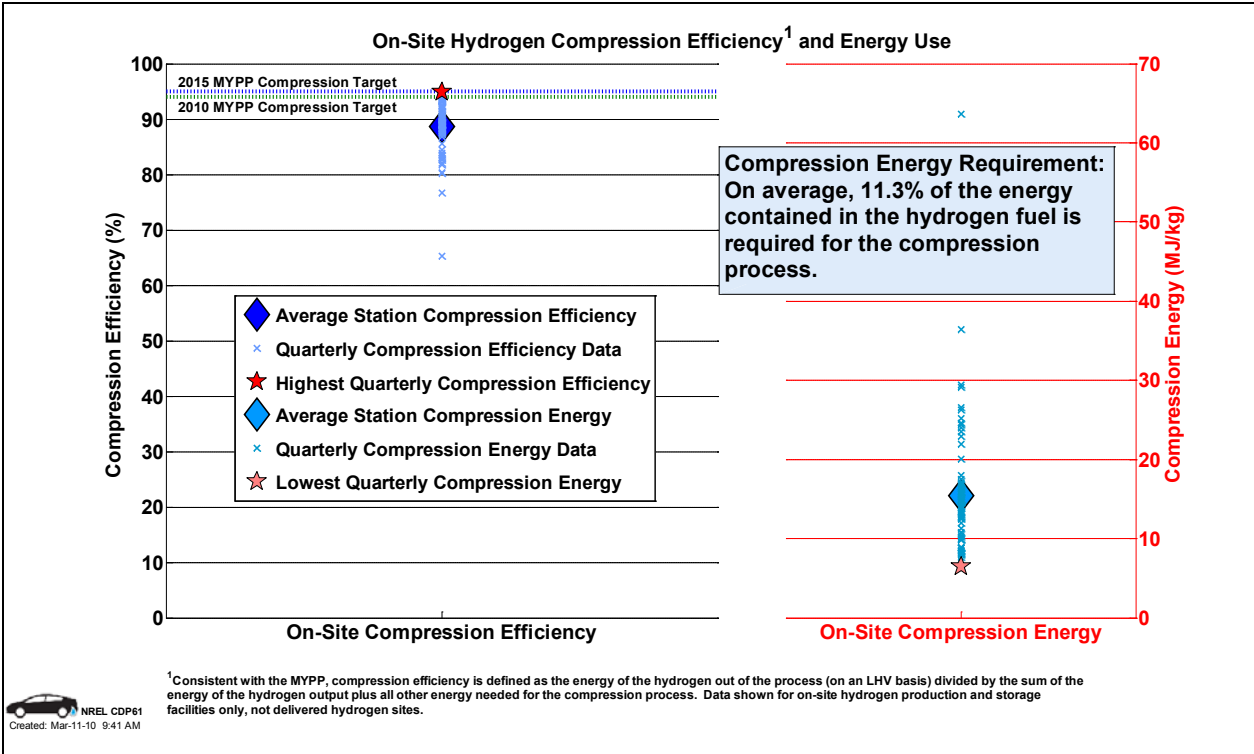 On-Site Hydrogen Compression Efficiency1 and Energy Use
100
90
80
70
60
50
40
30
20
10
0
Compression Efficiency (%)
2015 MYPP Compression Target
2010 MYPP Compression Target
Average Station Compression Efficiency
Quarterly Compression Efficiency Data
Highest Quarterly Compression Efficiency
Average Station Compression Energy
Quarterly Compression Energy Data
Lowest Quarterly Compression Energy
On-Site Compression Efficiency
Compression Energy Requirement:
On average, 11.3% of the energy
contained in the hydrogen fuel is
required for the compression
process.
70
60
50
40
30
20
10
0
Compression Energy (MJ/kg)
On-Site Compression Energy
1Consistent with the MYPP, compression efficiency is defined as the energy of the hydrogen out of the process (on an LHV basis) divided by the sum of the
energy of the hydrogen output plus all other energy needed for the compression process. Data shown for on-site hydrogen production and storage
facilities only, not delivered hydrogen sites.
NREL CDP61
Created: Mar-11-10 9:41 AM